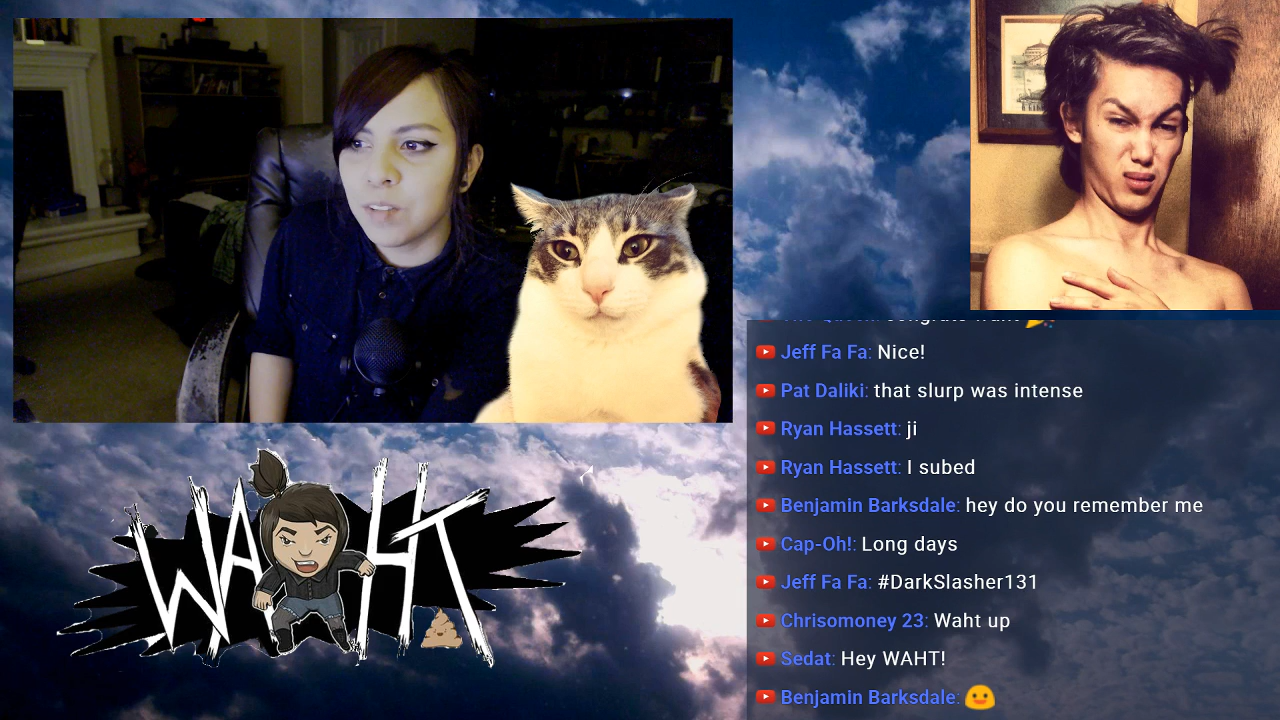 WAHT
Jeff Fa Fa: Nice!
Pat Daliki: that slurp was intense
Ryan Hassett: ji
Ryan Hassett: I subed
Benjamin Barksdale: hey do you remember me
Cap-Oh!: Long days
Jeff Fa Fa: #DarkSlasher131
Chrisomoney 23: Waht up
Sedat: Hey WAHT!
Benjamin Barksdale: